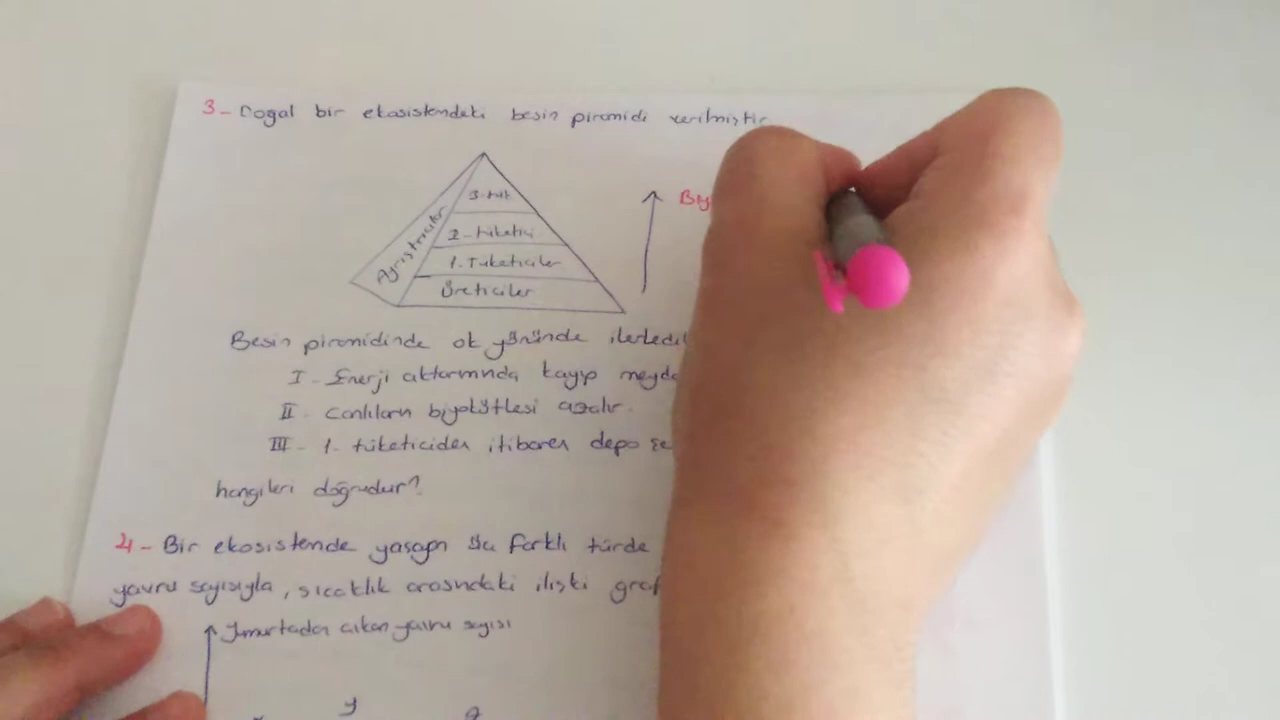 3- Doğal bir ekosistemdeki besin piramidi verilmiştir
3. tük
2. tüketici
1. Tüketiciler
Üreticiler
Ayrıştırıcılar
Biy
Besin piramidinde ok yönünde ilerledi
I - Enerji aktarımında kayıp meyda
II - canlıların biyokütlesi azalır.
III - 1. tüketiciden itibaren depo
hangileri doğrudur?
4- Bir ekosistemde yaşayan üç farklı türde
yavru sayısıyla, sıcaklık arasındaki ilişki graf
Yumurtadan çıkan yavru sayısı
y